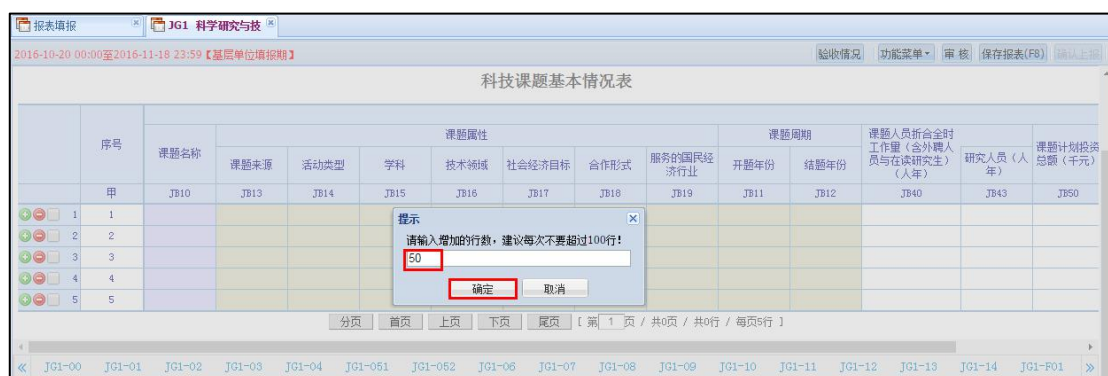 报表填报 JG1 科学研究与技
2016-10-20 00:00至2016-11-18 23:59【基层单位填报期】 验收情况 功能菜单 审 核 保存报表(F8) 确认上报
科技课题基本情况表
序号 课题名称 课题属性 课题周期 课题人员折合全时工作量（含外聘人员与在读研究生）（人年） 研究人员（人年） 课题计划投资总额（千元）
课题来源 活动类型 学科 技术领域 社会经济目标 合作形式 服务的国民经济行业 开题年份 结题年份
甲 JB10 JB13 JB14 JB15 JB16 JB17 JB18 JB19 JB11 JB12 JB40 JB43 JB50
1 1
2 2
3 3
4 4
5 5
提示
请输入增加的行数，建议每次不要超过100行！
50
确定 取消
分页 首页 上页 下页 尾页 [ 第 1 页 / 共0页 / 共0行 / 每页5行 ]
« JG1-00 JG1-01 JG1-02 JG1-03 JG1-04 JG1-051 JG1-052 JG1-06 JG1-07 JG1-08 JG1-09 JG1-10 JG1-11 JG1-12 JG1-13 JG1-14 JG1-F01 »